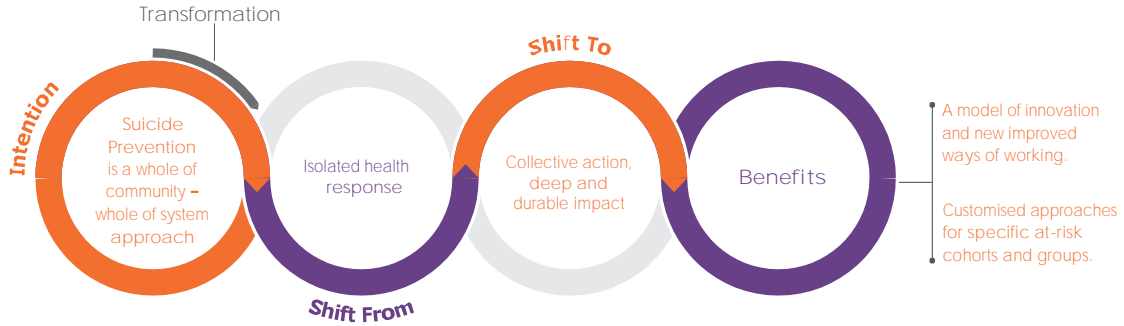 Transformation
Intention
Suicide
Prevention
is a whole of
community –
whole of system
approach
Isolated health
response
Shift From
Shift To
Collective action,
deep and
durable impact
Benefits
A model of innovation
and new improved
ways of working.
Customised approaches
for specific at-risk
cohorts and groups.